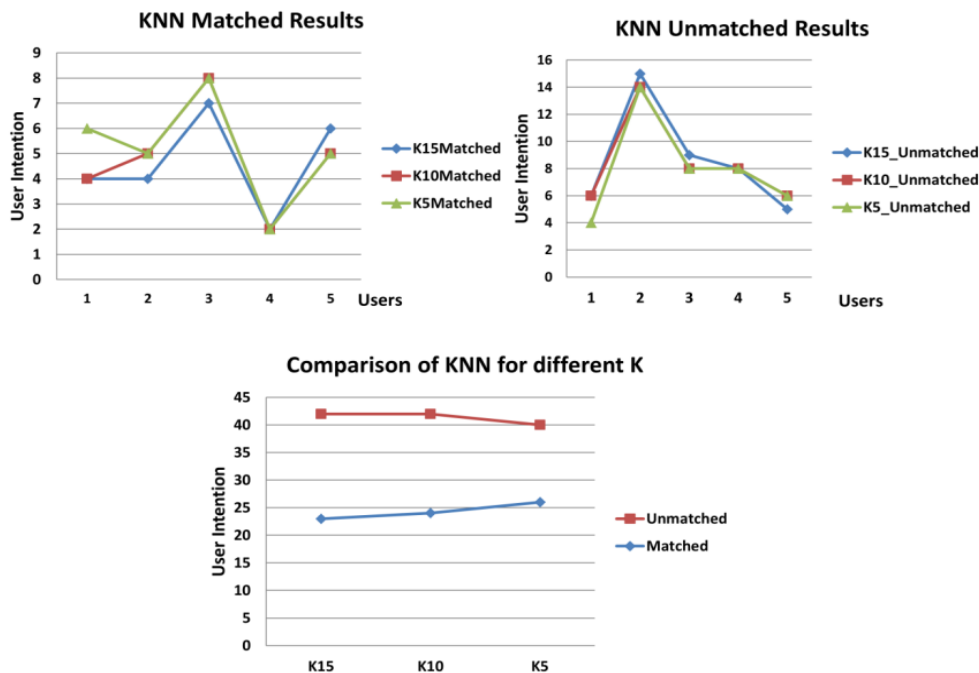 KNN Matched Results
9
8
7
6
5
4
3
2
1
0
User Intention
1 2 3 4 5 Users
K15Matched
K10Matched
K5Matched
KNN Unmatched Results
16
14
12
10
8
6
4
2
0
User Intention
1 2 3 4 5 Users
K15_Unmatched
K10_Unmatched
K5_Unmatched
Comparison of KNN for different K
45
40
35
30
25
20
15
10
5
0
User Intention
K15 K10 K5
Unmatched
Matched